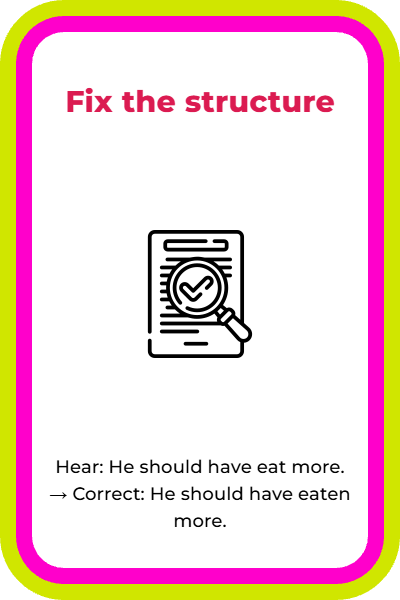 Fix the structure
Hear: He should have eat more.
→ Correct: He should have eaten
more.